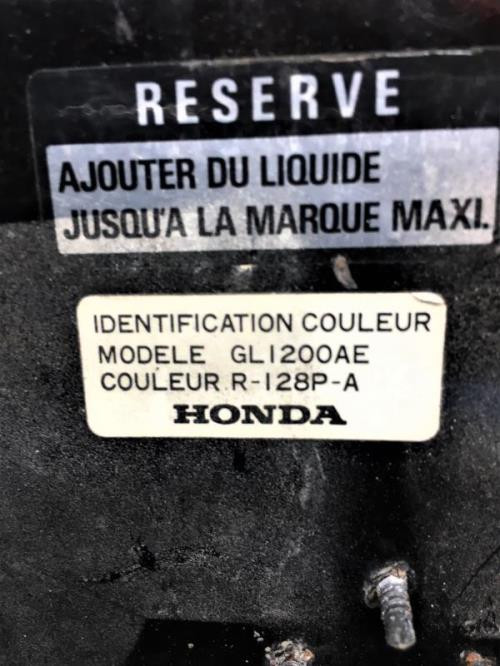 RESERVE
AJOUTER DU LIQUIDE
JUSQU'A LA MARQUE MAXI.
IDENTIFICATION COULEUR
MODELE GL1200AE
COULEUR R-128P-A
HONDA